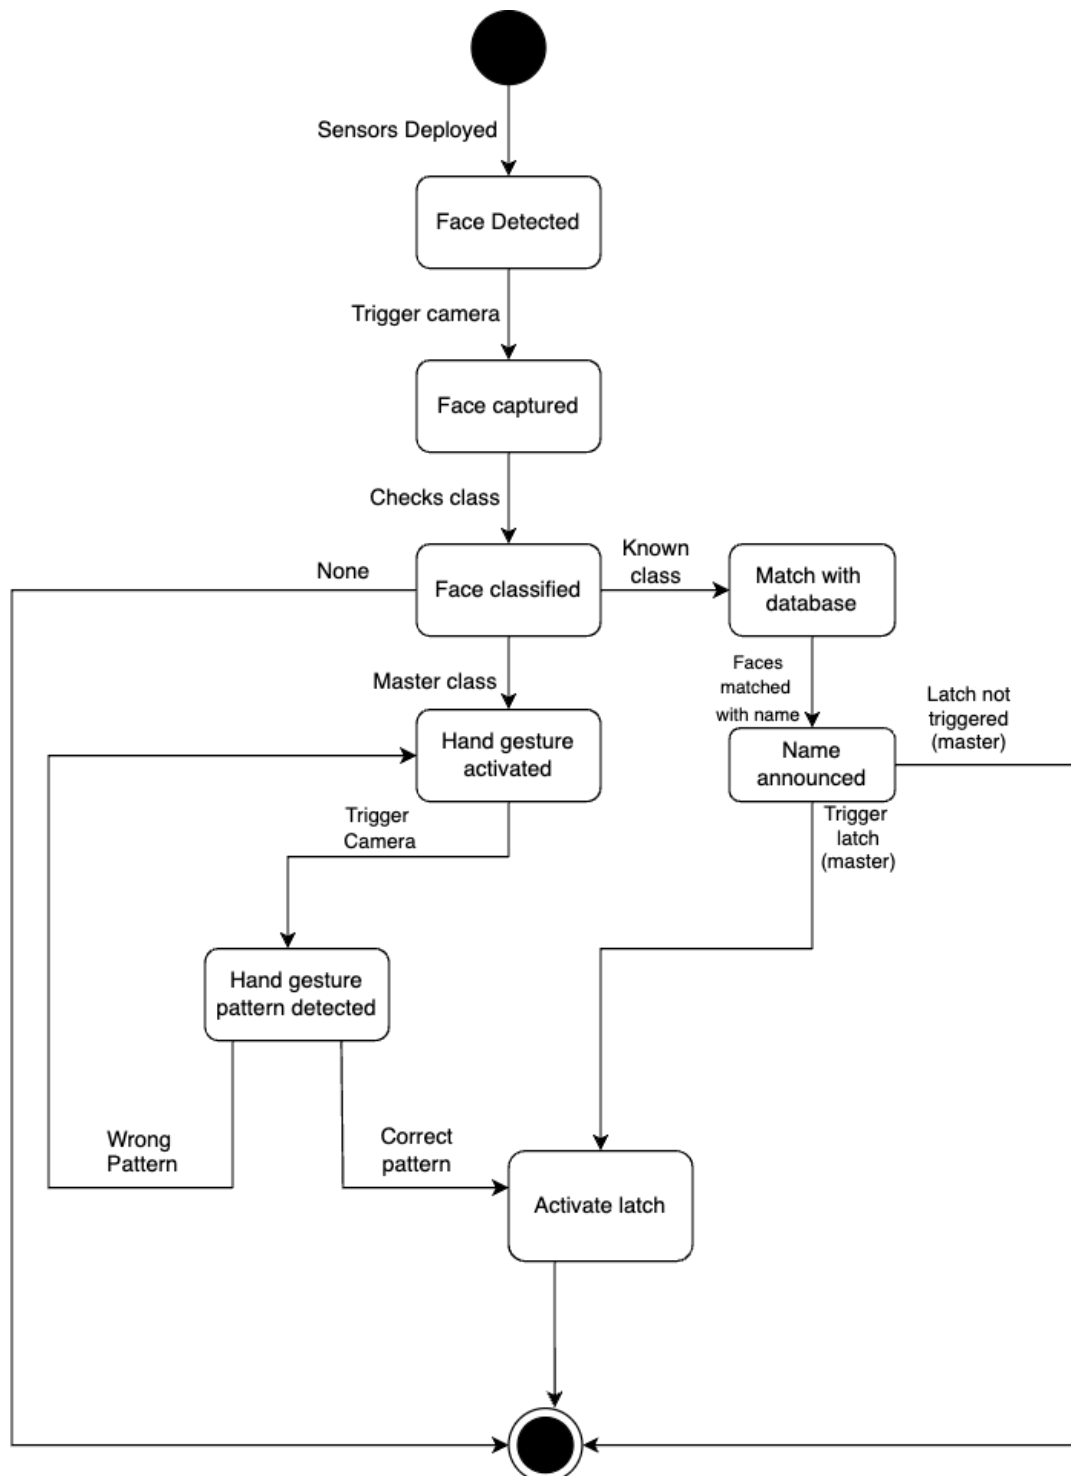 Sensors Deployed
Face Detected
Trigger camera
Face captured
Checks class
None
Face classified
Known
class
Match with
database
Master class
Faces
matched
with name
Latch not
triggered
(master)
Hand gesture
activated
Name
announced
Trigger
Camera
Trigger
latch
(master)
Hand gesture
pattern detected
Wrong
Pattern
Correct
pattern
Activate latch